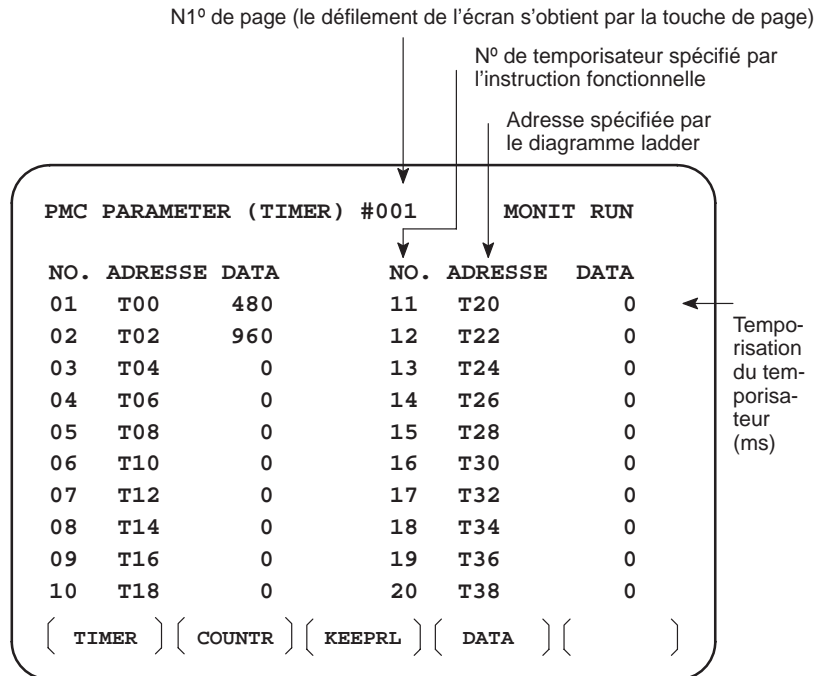 N1º de page (le défilement de l'écran s'obtient par la touche de page)
Nº de temporisateur spécifié par
l'instruction fonctionnelle
Adresse spécifiée par
le diagramme ladder
PMC PARAMETER (TIMER) #001 MONIT RUN
NO. ADRESSE DATA NO. ADRESSE DATA
01 T00 480 11 T20 0
02 T02 960 12 T22 0
03 T04 0 13 T24 0
04 T06 0 14 T26 0
05 T08 0 15 T28 0
06 T10 0 16 T30 0
07 T12 0 17 T32 0
08 T14 0 18 T34 0
09 T16 0 19 T36 0
10 T18 0 20 T38 0
TIMER COUNTR KEEPRL DATA
Tempo-
risation
du tem-
porisa-
teur
(ms)